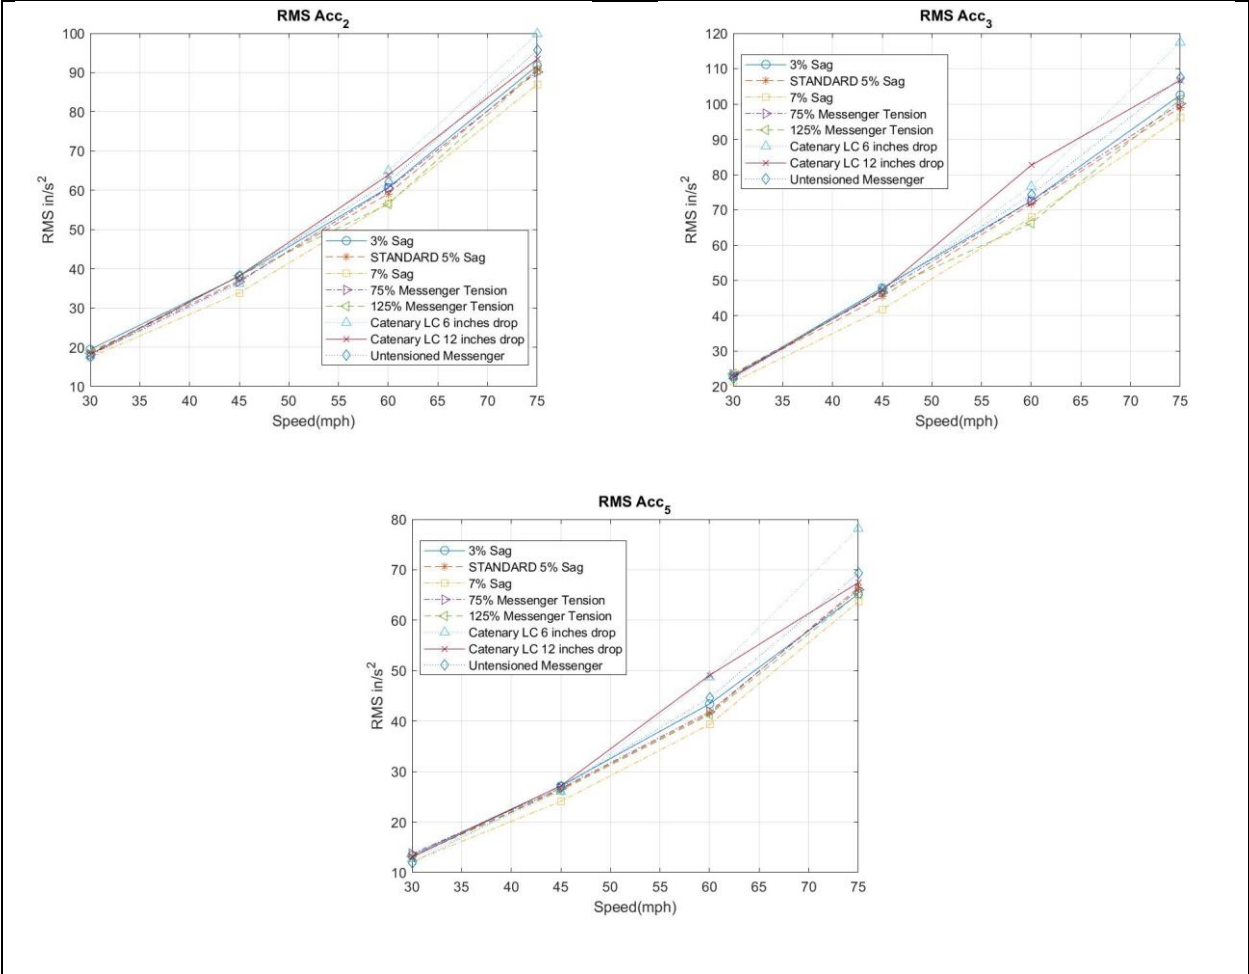 RMS Acc2
100
90
80
70
60
50
40
30
20
10
RMS in/s2
3% Sag
STANDARD 5% Sag
7% Sag
75% Messenger Tension
125% Messenger Tension
Catenary LC 6 inches drop
Catenary LC 12 inches drop
Untensioned Messenger
30 35 40 45 50 55 60 65 70 75
Speed(mph)
RMS Acc3
120
110
100
90
80
70
60
50
40
30
20
RMS in/s2
3% Sag
STANDARD 5% Sag
7% Sag
75% Messenger Tension
125% Messenger Tension
Catenary LC 6 inches drop
Catenary LC 12 inches drop
Untensioned Messenger
30 35 40 45 50 55 60 65 70 75
Speed(mph)
RMS Acc5
80
70
60
50
40
30
20
10
RMS in/s2
3% Sag
STANDARD 5% Sag
7% Sag
75% Messenger Tension
125% Messenger Tension
Catenary LC 6 inches drop
Catenary LC 12 inches drop
Untensioned Messenger
30 35 40 45 50 55 60 65 70 75
Speed(mph)